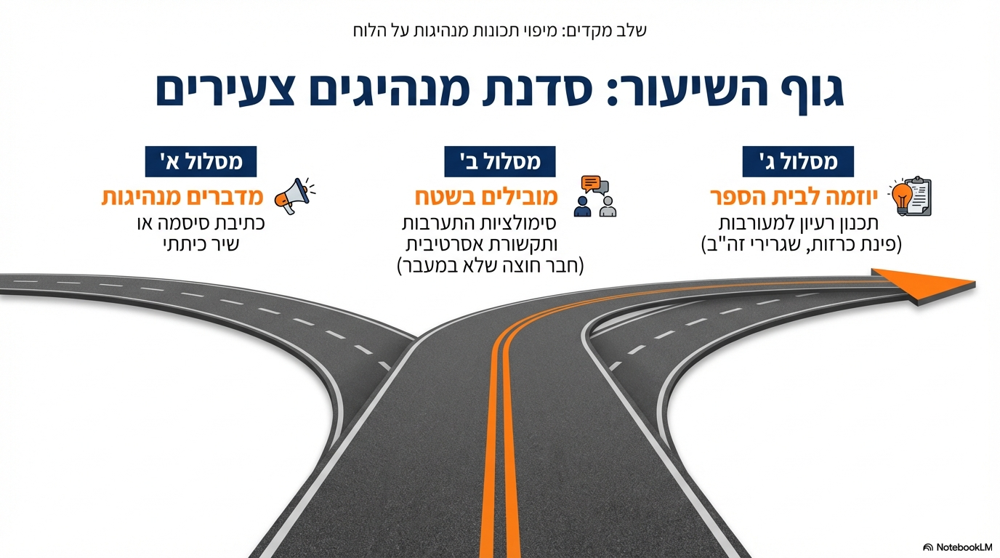 שלב מקדים: מיפוי תכונות מנהיגות על הלוח
גוף השיעור: סדנת מנהיגים צעירים
מסלול א'
מדברים מנהיגות
כתיבת סיסמה או
שיר כיתתי
מסלול ב'
מובילים בשטח
סימולציות התערבות
ותקשורת אסרטיבית
(חבר חוצה שלא במעבר)
מסלול ג'
יוזמה לבית הספר
תכנון רעיון למעורבות
(פינת כרזות, שגרירי זה"ב)
NotebookLM